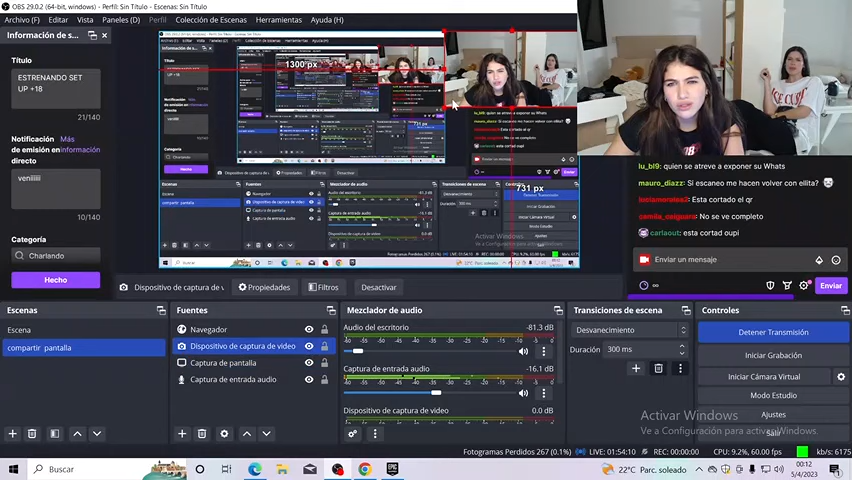 OBS 29.0.2 (64-bit, windows) - Perfil: Sin Título - Escenas: Sin Título
Archivo (F) Editar Vista Paneles (D) Perfil Colección de Escenas Herramientas Ayuda (H)
Información de s...
Título
ESTRENANDO SET
UP +18
21/140
Notificación Más
de emisión en información
directo
veniiiiii
10/140
Categoría
Charlando
Hecho
1300 px
731 px
lu_bl9: quien se atreve a exponer su Whats
mauro_diazz: Si escaneo me hacen volver con ellita?
camila_caiguara: No se ve completo
carlaout: esta cortad oupi
Enviar un mensaje
Enviar
Dispositivo de captura de v
Propiedades
Filtros
Desactivar
Escenas
Escena
compartir pantalla
Fuentes
Navegador
Dispositivo de captura de video
Captura de pantalla
Captura de entrada audio
Mezclador de audio
Audio del escritorio -81.3 dB
Captura de entrada audio -16.1 dB
Dispositivo de captura de video 0.0 dB
Transiciones de escena
Desvanecimiento
Duración 300 ms
Controles
Detener Transmisión
Iniciar Grabación
Iniciar Cámara Virtual
Modo Estudio
Ajustes
Salir
Activar Windows
Ve a Configuración para activar Windows.
Fotogramas Perdidos 267 (0.1%) LIVE: 01:54:10 REC: 00:00:00 CPU: 9.2%, 60.00 fps kb/s: 6175
Buscar
22°C Parc. soleado
00:12
5/4/2023